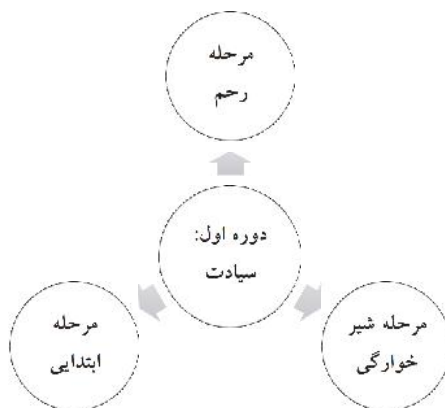 مرحله
رحم
دوره اول:
سیادت
مرحله شیر
خوارگی
مرحله
ابتدایی